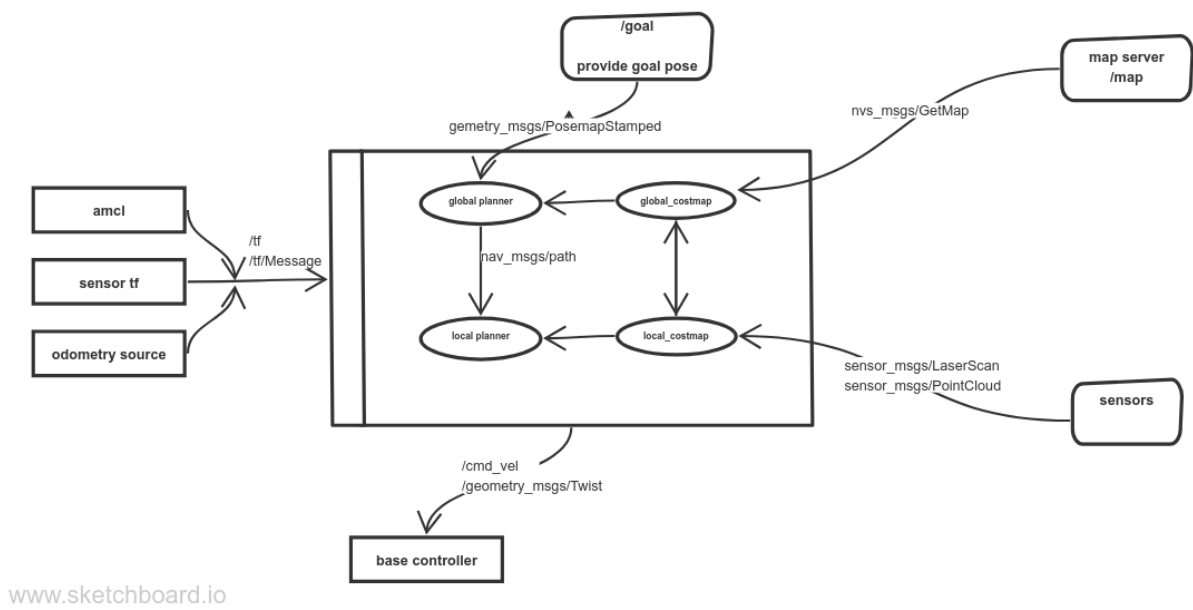 /goal
provide goal pose
map server
/map
gemetry_msgs/PosemapStamped
nvs_msgs/GetMap
amcl
global planner
global_costmap
/tf
/tf/Message
nav_msgs/path
sensor tf
local planner
local_costmap
odometry source
sensor_msgs/LaserScan
sensor_msgs/PointCloud
sensors
/cmd_vel
/geometry_msgs/Twist
base controller
www.sketchboard.io